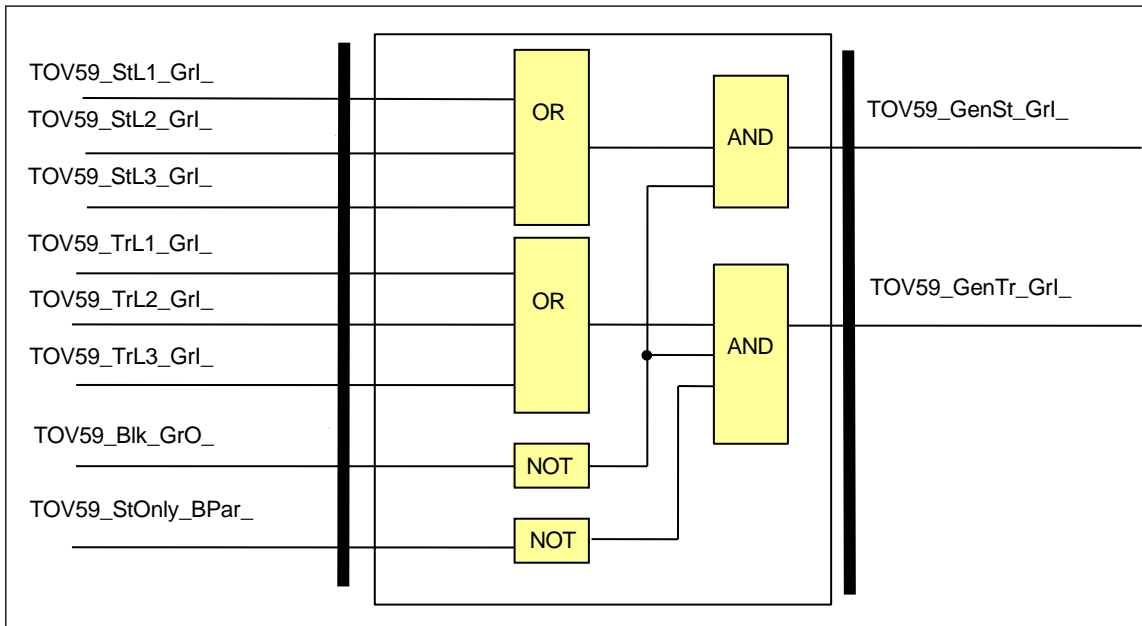 TOV59_StL1_GrI_
TOV59_StL2_GrI_
TOV59_StL3_GrI_
TOV59_TrL1_GrI_
TOV59_TrL2_GrI_
TOV59_TrL3_GrI_
TOV59_Blk_GrO_
TOV59_StOnly_BPar_
OR
OR
NOT
NOT
AND
AND
TOV59_GenSt_GrI_
TOV59_GenTr_GrI_